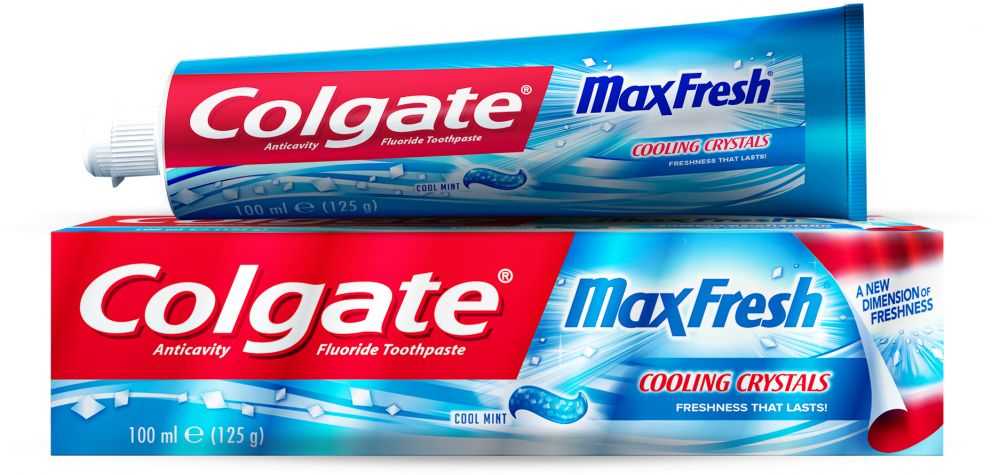 Colgate®
Anticavity Fluoride Toothpaste
MaxFresh®
COOLING CRYSTALS
FRESHNESS THAT LASTS!
COOL MINT
100 ml ℮ (125 g)
Colgate®
Anticavity Fluoride Toothpaste
MaxFresh
A NEW
DIMENSION OF
FRESHNESS
COOLING CRYSTALS
FRESHNESS THAT LASTS!
COOL MINT
100 ml ℮ (125 g)